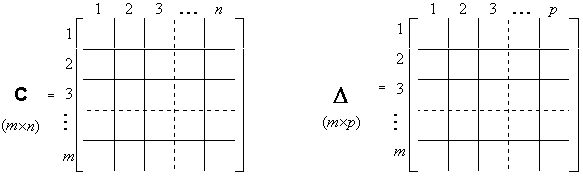 1 2 3 ... n
1
2
C = 3
(m×n)
⋮
m
1 2 3 ... p
1
2
Δ = 3
(m×p)
⋮
m